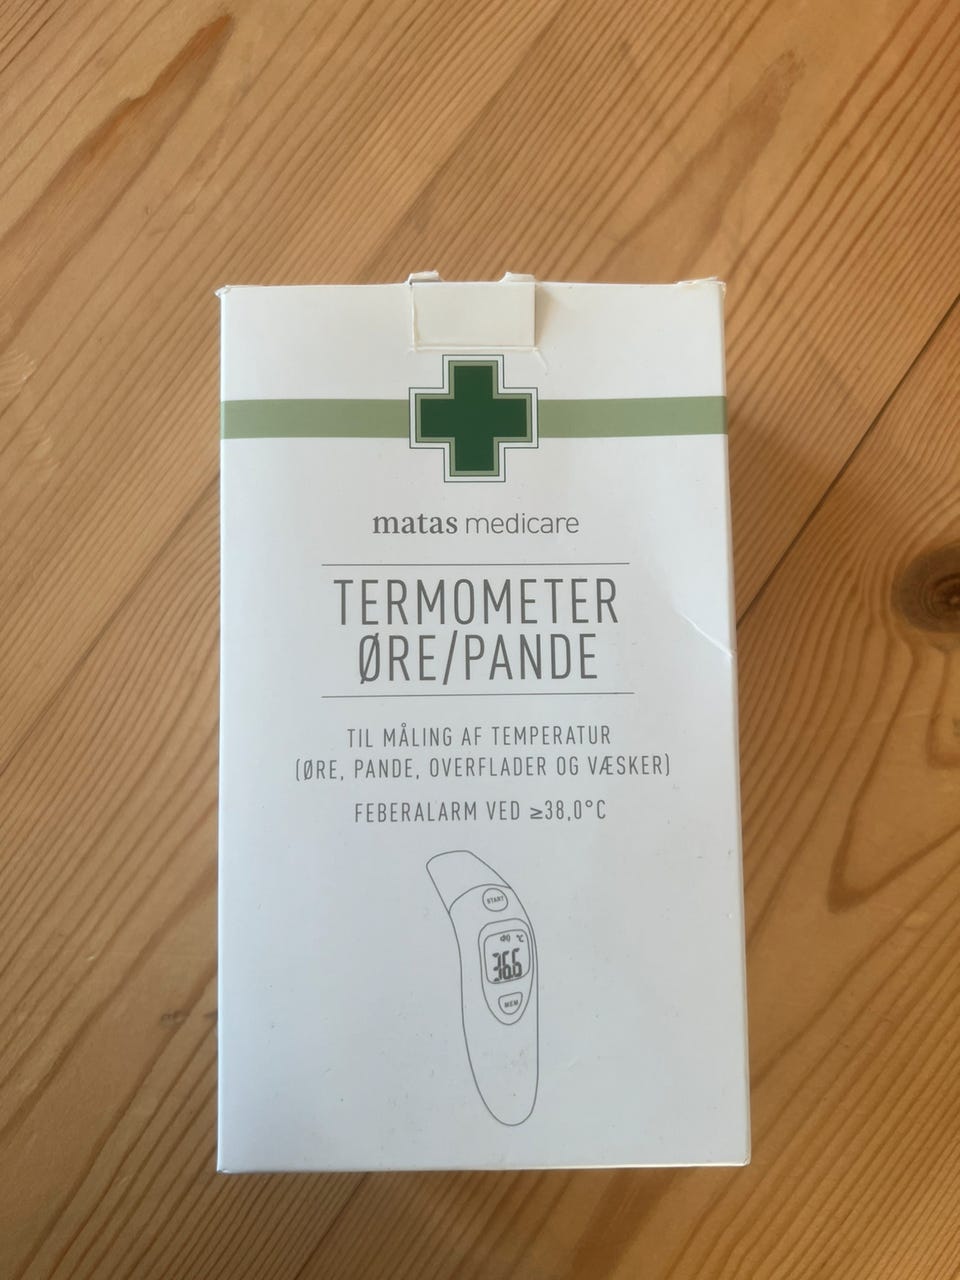 matas medicare
TERMOMETER
ØRE/PANDE
TIL MÅLING AF TEMPERATUR
(ØRE, PANDE, OVERFLADER OG VÆSKER)
FEBERALARM VED ≥38,0°C
START
°C
36.6
MEM